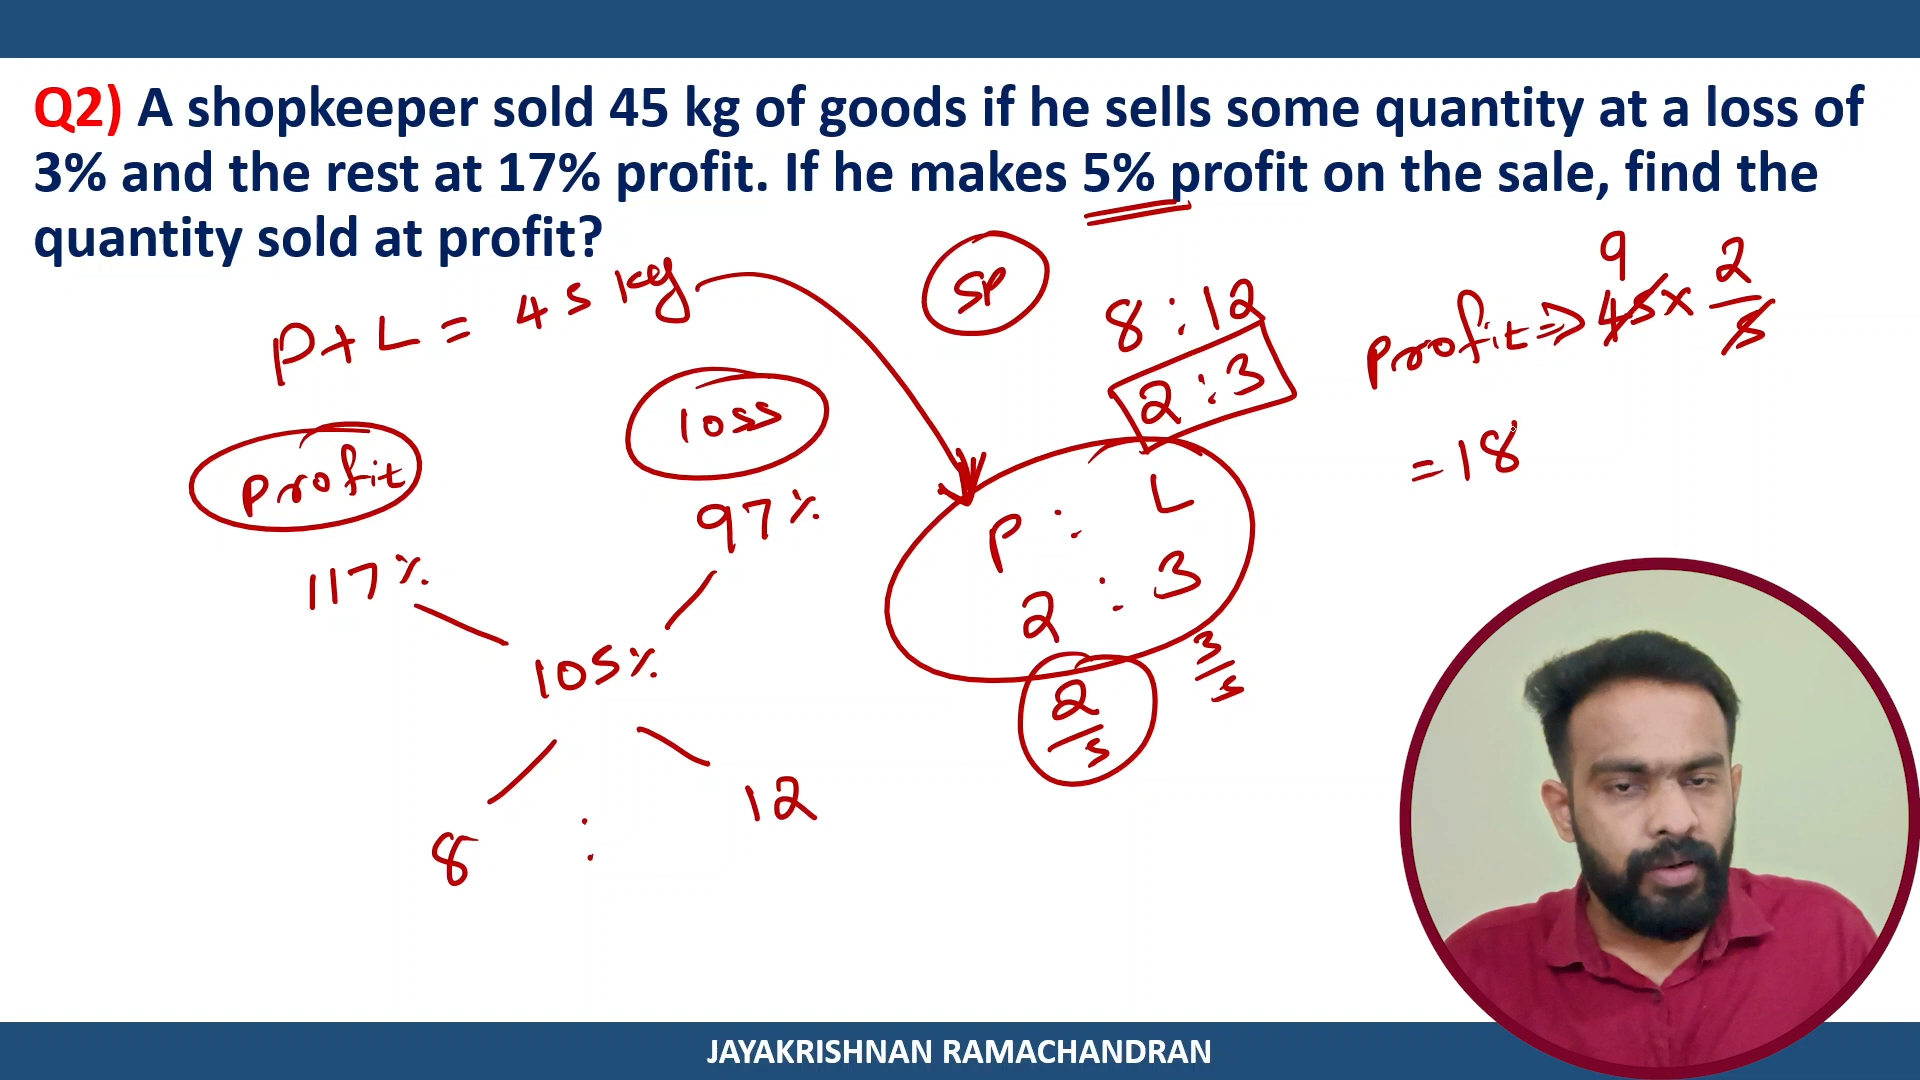 Q2) A shopkeeper sold 45 kg of goods if he sells some quantity at a loss of
3% and the rest at 17% profit. If he makes 5% profit on the sale, find the
quantity sold at profit?
P+L = 45 kg
SP
8 : 12
2 : 3
Profit => 45 x 2/5
9
= 18
Profit
loss
117%
97%
105%
8 : 12
P : L
2 : 3
2/5
3/5
JAYAKRISHNAN RAMACHANDRAN